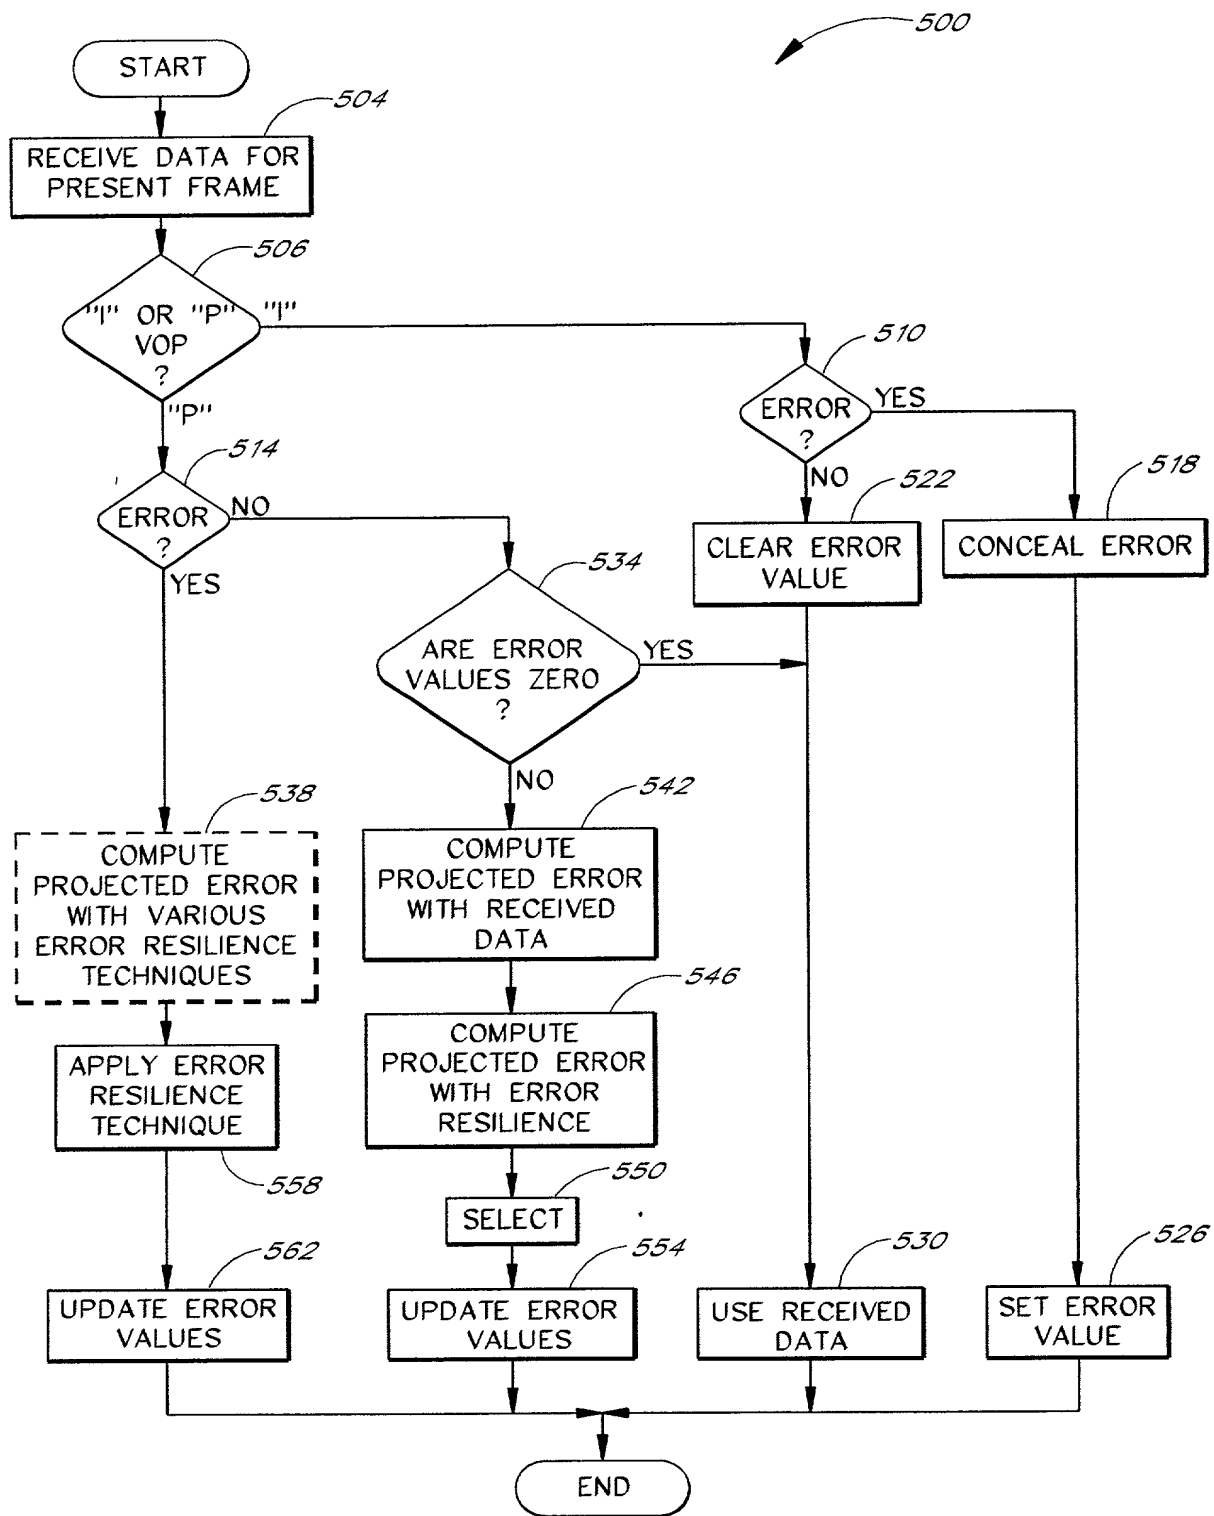 500
START
504
RECEIVE DATA FOR
PRESENT FRAME
506
"I" OR "P"
VOP
?
"I"
"P"
510
ERROR
?
YES
NO
514
ERROR
?
NO
YES
522
CLEAR ERROR
VALUE
518
CONCEAL ERROR
534
ARE ERROR
VALUES ZERO
?
YES
NO
538
COMPUTE
PROJECTED ERROR
WITH VARIOUS
ERROR RESILIENCE
TECHNIQUES
542
COMPUTE
PROJECTED ERROR
WITH RECEIVED
DATA
546
COMPUTE
PROJECTED ERROR
WITH ERROR
RESILIENCE
APPLY ERROR
RESILIENCE
TECHNIQUE
558
550
SELECT
562
UPDATE ERROR
VALUES
554
UPDATE ERROR
VALUES
530
USE RECEIVED
DATA
526
SET ERROR
VALUE
END